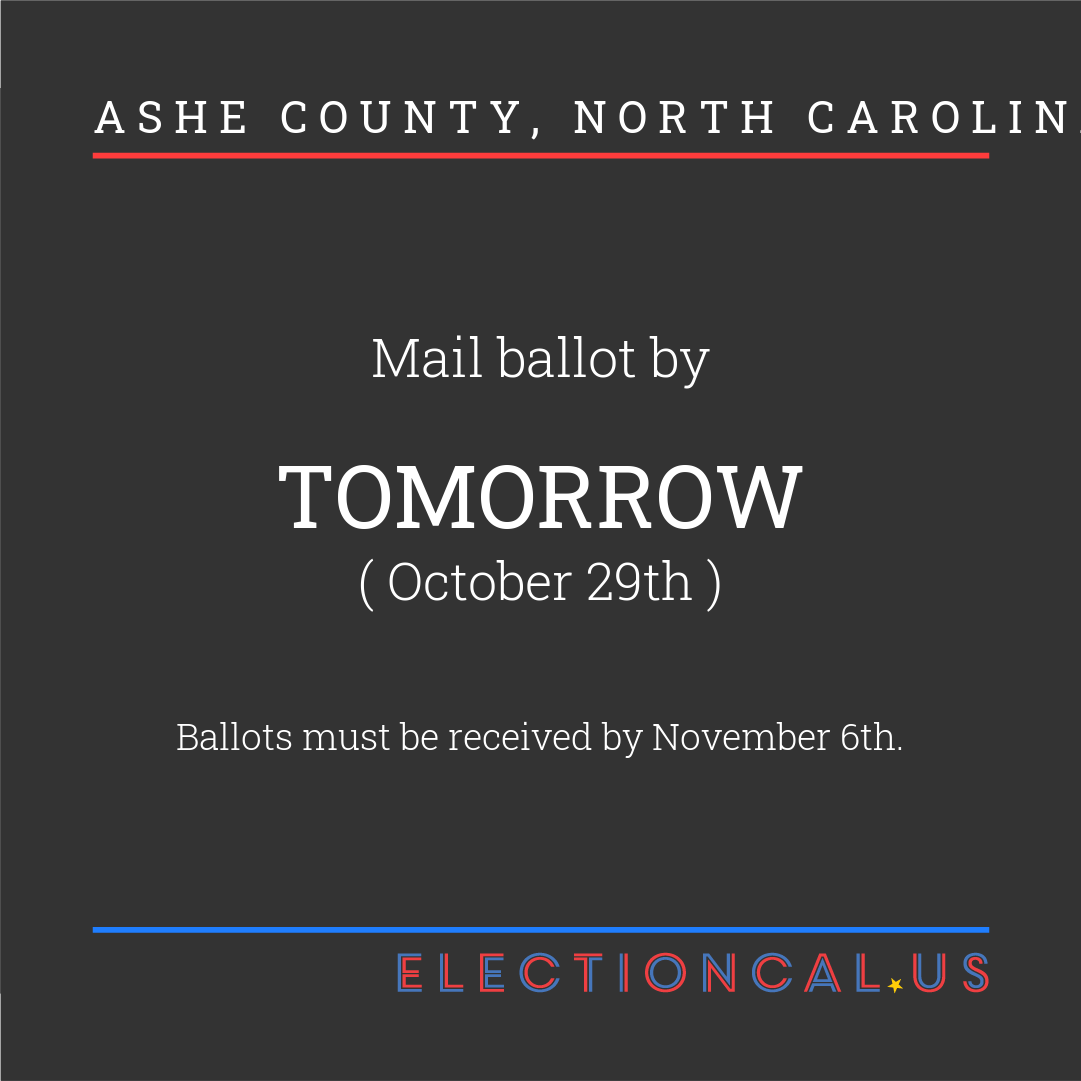 ASHE COUNTY, NORTH CAROLIN
Mail ballot by
TOMORROW
( October 29th )
Ballots must be received by November 6th.
ELECTIONCAL.US